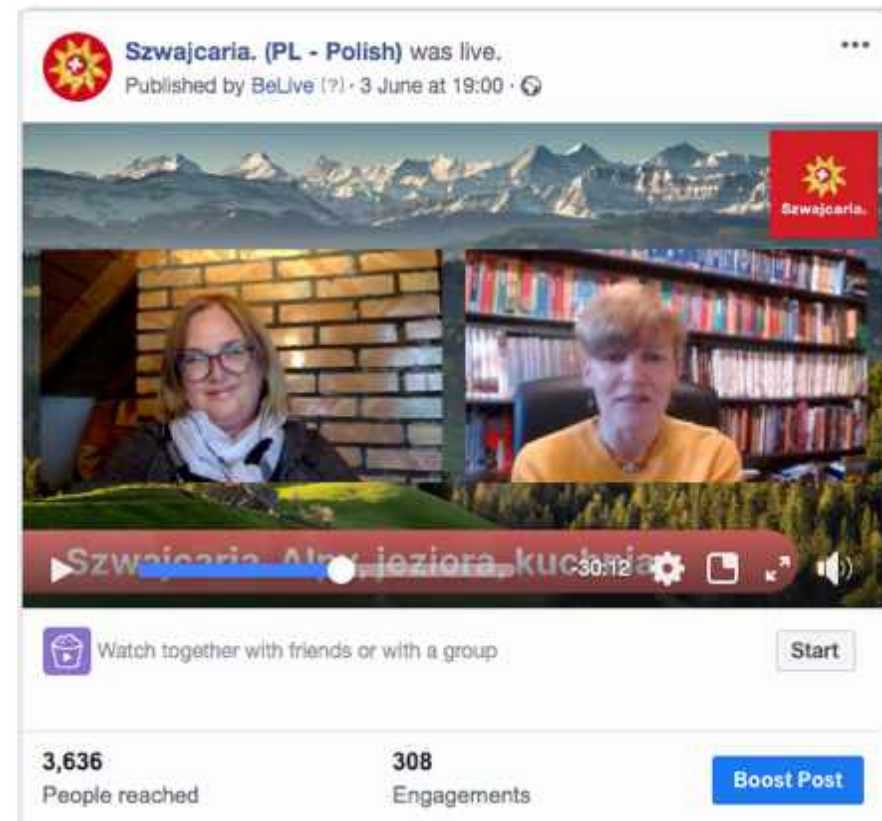 Szwajcaria. (PL - Polish) was live.
Published by BeLive [?] · 3 June at 19:00 ·
Szwajcaria.
Szwajcaria. Alpy, jeziora, kuchnia
-30:12
Watch together with friends or with a group
Start
3,636
308
People reached
Engagements
Boost Post